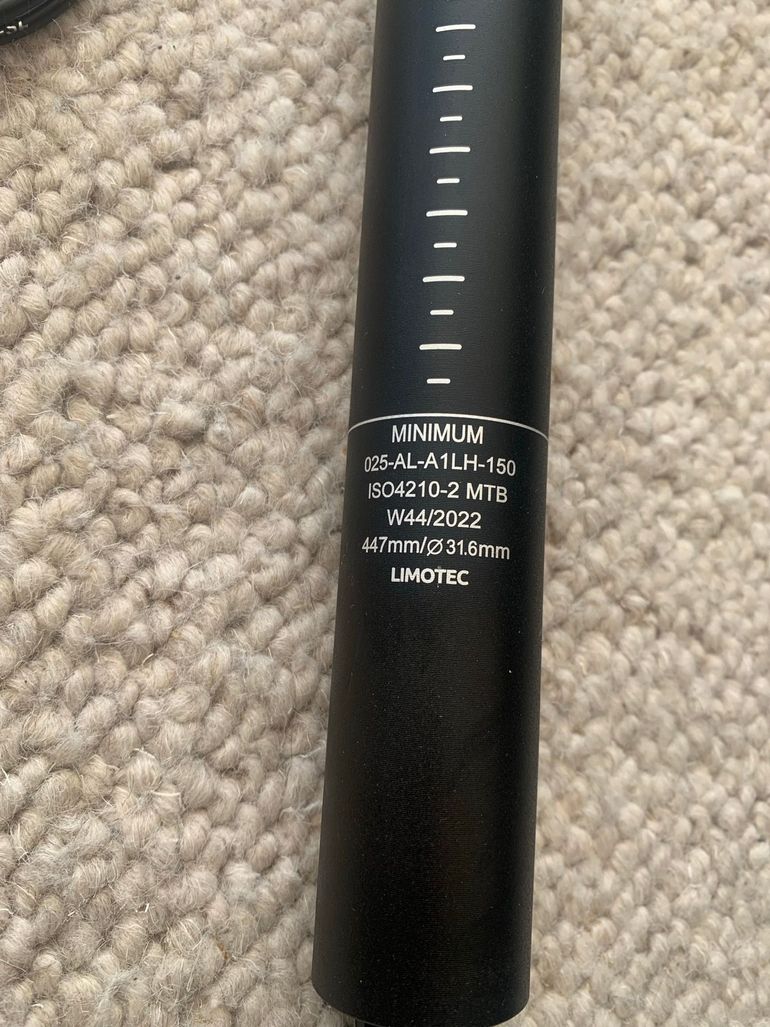 MINIMUM
025-AL-A1LH-150
ISO4210-2 MTB
W44/2022
447mm/Ø31.6mm
LIMOTEC